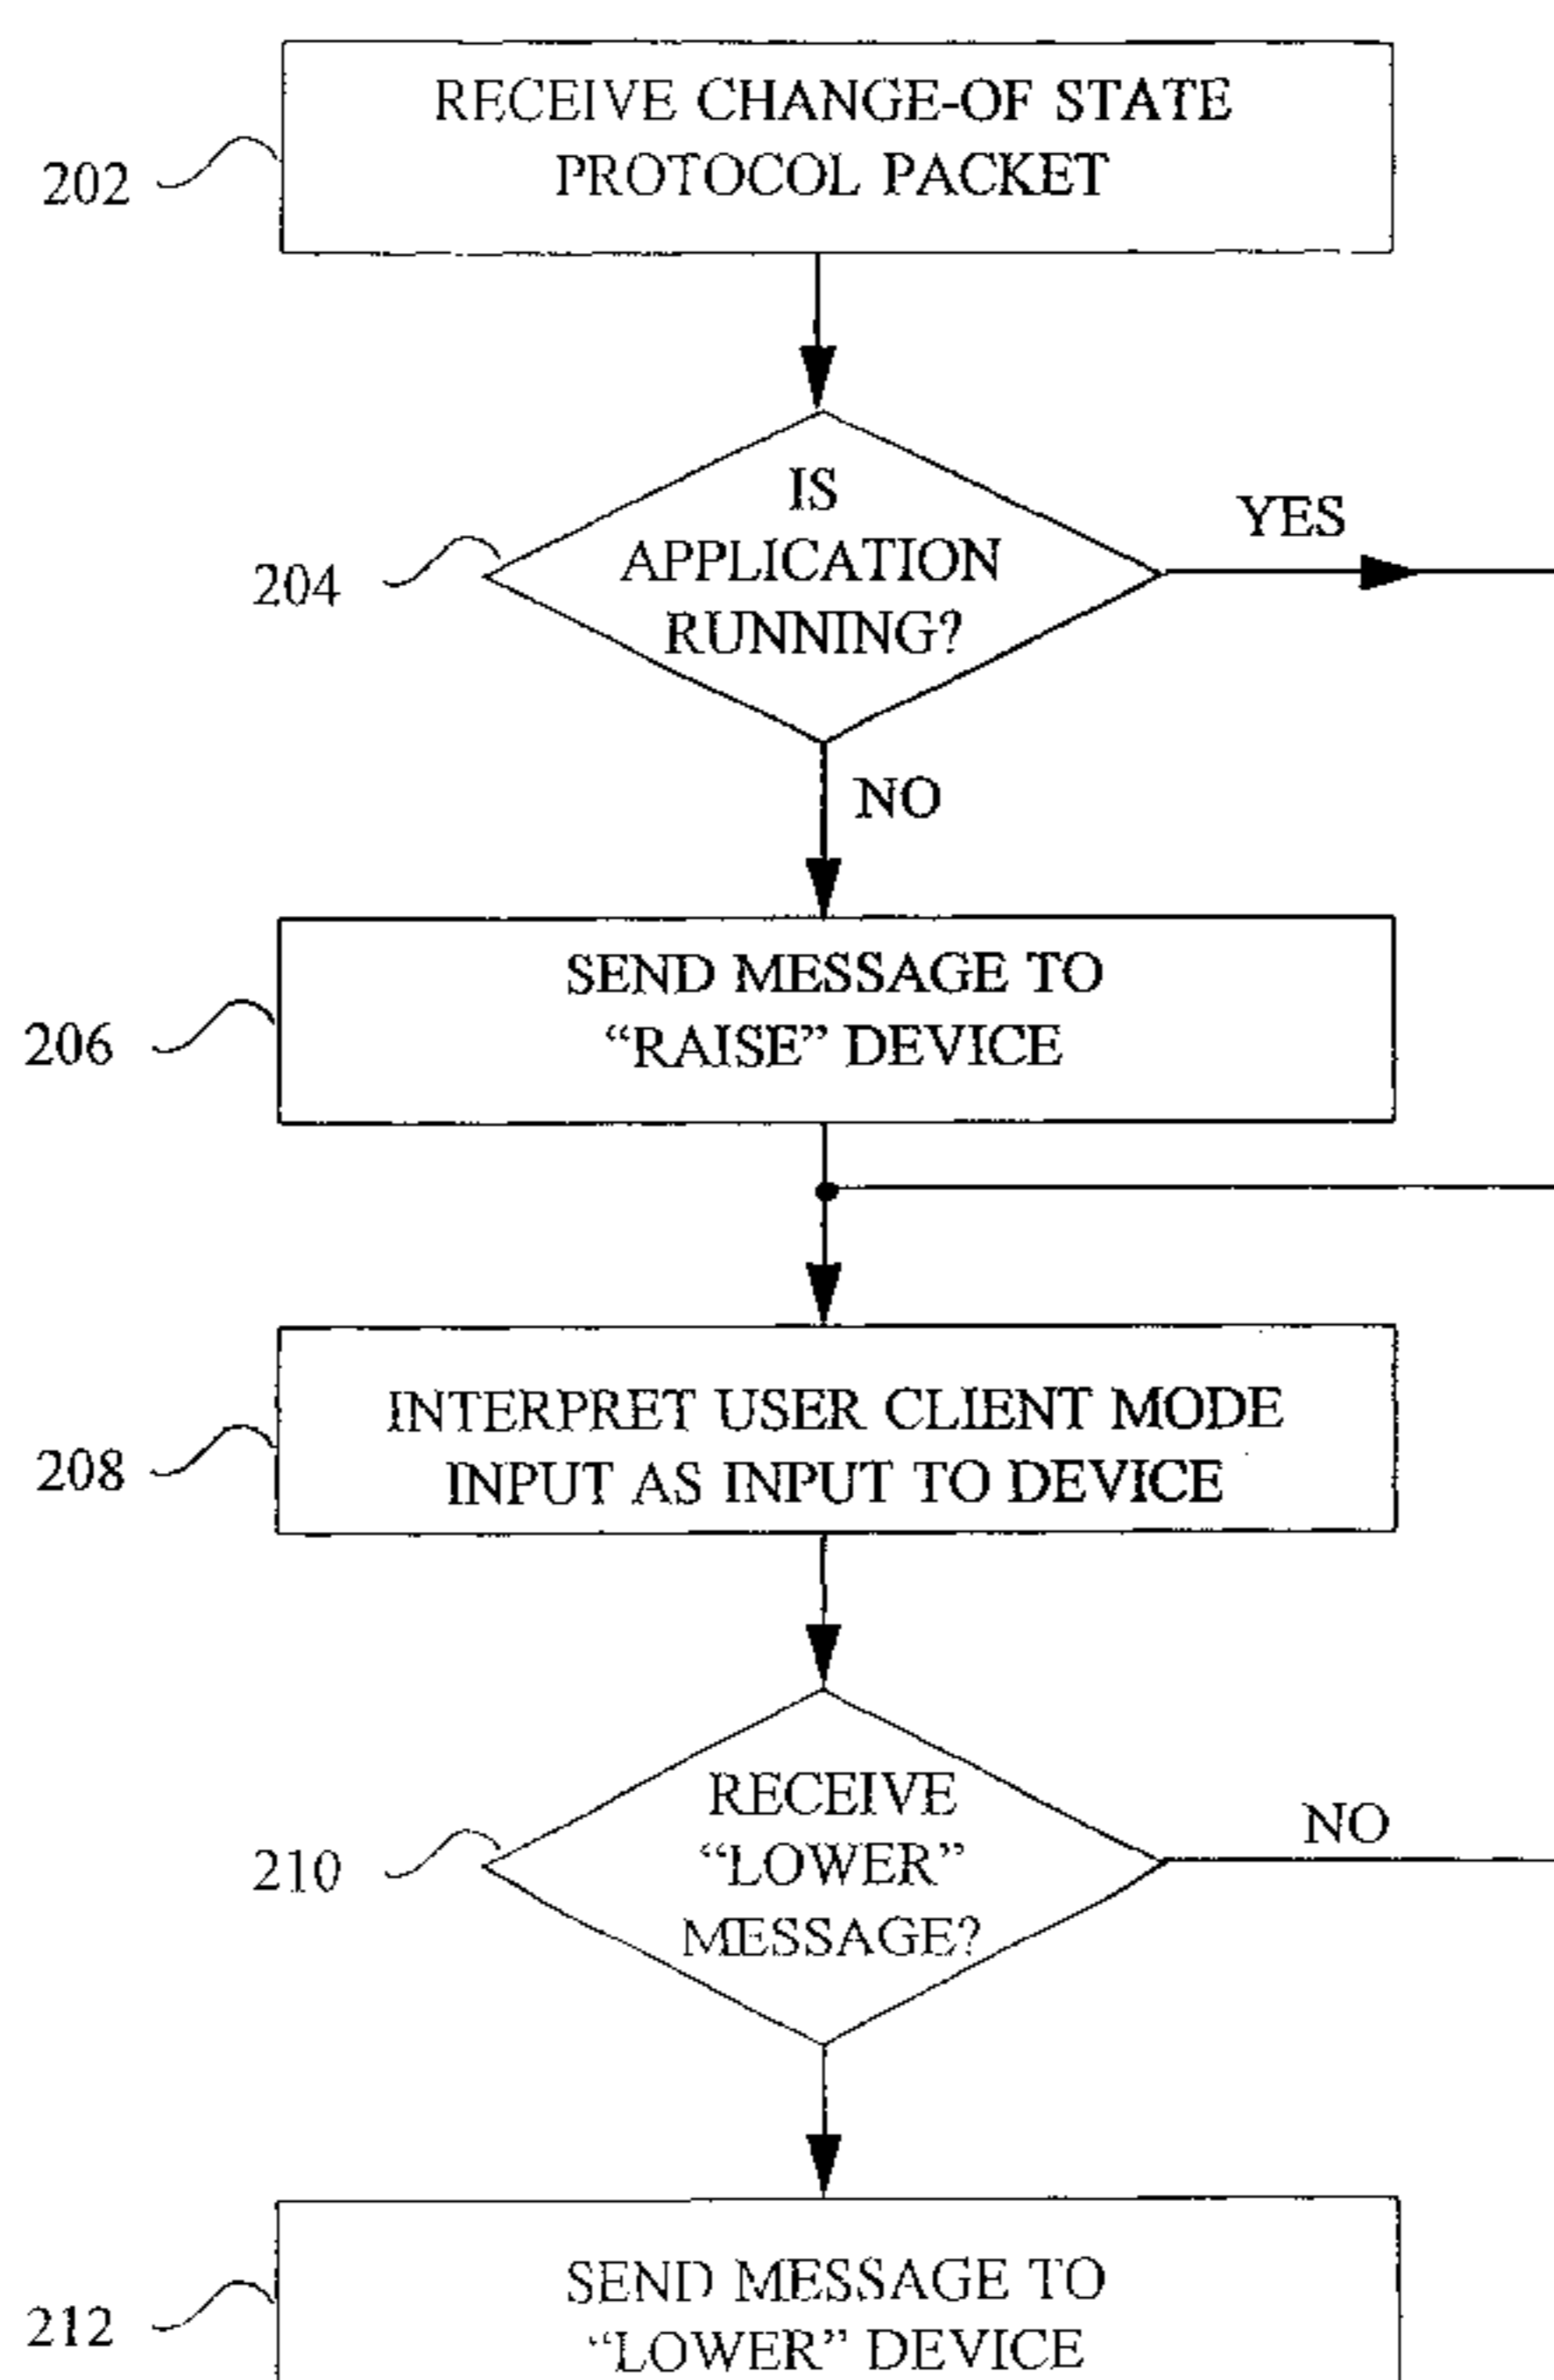 RECEIVE CHANGE-OF STATE
PROTOCOL PACKET
202
IS
APPLICATION
RUNNING?
YES
204
NO
SEND MESSAGE TO
“RAISE” DEVICE
206
INTERPRET USER CLIENT MODE
INPUT AS INPUT TO DEVICE
208
RECEIVE
“LOWER”
MESSAGE?
NO
210
SEND MESSAGE TO
“LOWER” DEVICE
212